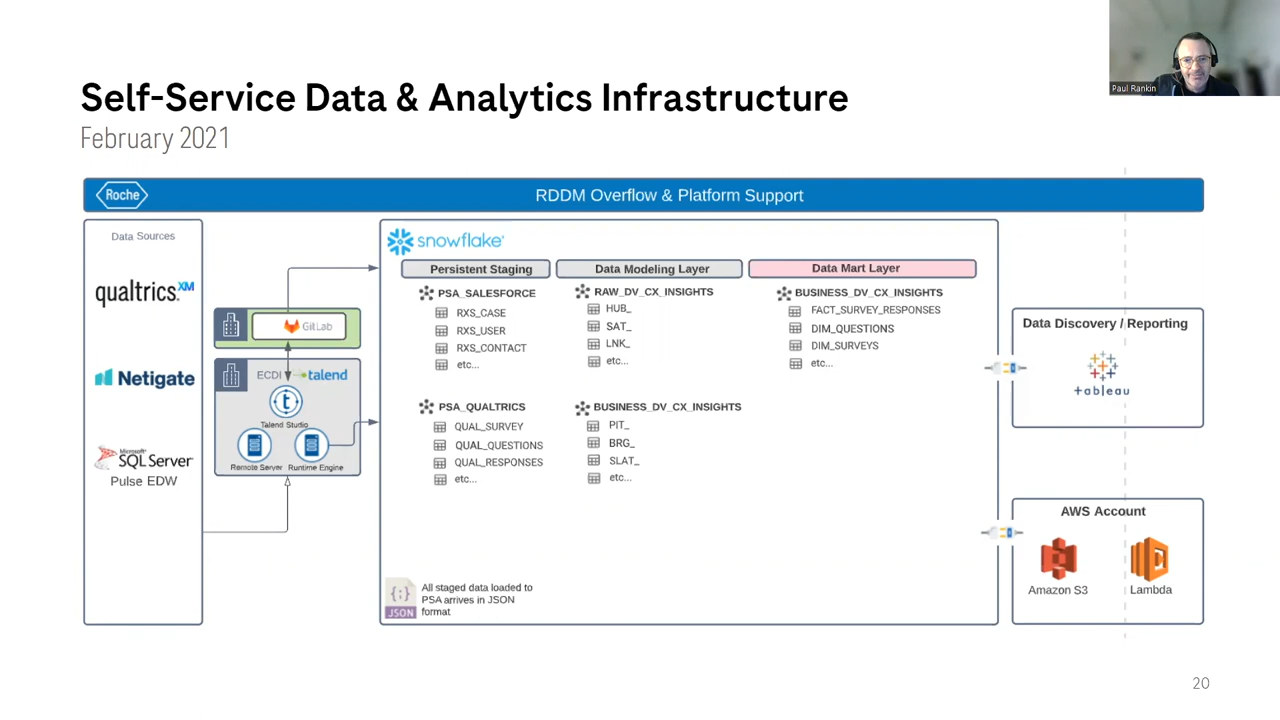 Paul Rankin
Self-Service Data & Analytics Infrastructure
February 2021
Roche
RDDM Overflow & Platform Support
Data Sources
qualtrics.XM
Netigate
Microsoft
SQL Server
Pulse EDW
GitLab
ECDI
talend
Talend Studio
Remote Server
Runtime Engine
snowflake
Persistent Staging
PSA_SALESFORCE
RXS_CASE
RXS_USER
RXS_CONTACT
etc...
PSA_QUALTRICS
QUAL_SURVEY
QUAL_QUESTIONS
QUAL_RESPONSES
etc...
{;}
JSON
All staged data loaded to
PSA arrives in JSON
format
Data Modeling Layer
RAW_DV_CX_INSIGHTS
HUB_
SAT_
LNK_
etc...
BUSINESS_DV_CX_INSIGHTS
PIT_
BRG_
SLAT_
etc...
Data Mart Layer
BUSINESS_DV_CX_INSIGHTS
FACT_SURVEY_RESPONSES
DIM_QUESTIONS
DIM_SURVEYS
etc...
Data Discovery / Reporting
tableau
AWS Account
Amazon S3
Lambda
20